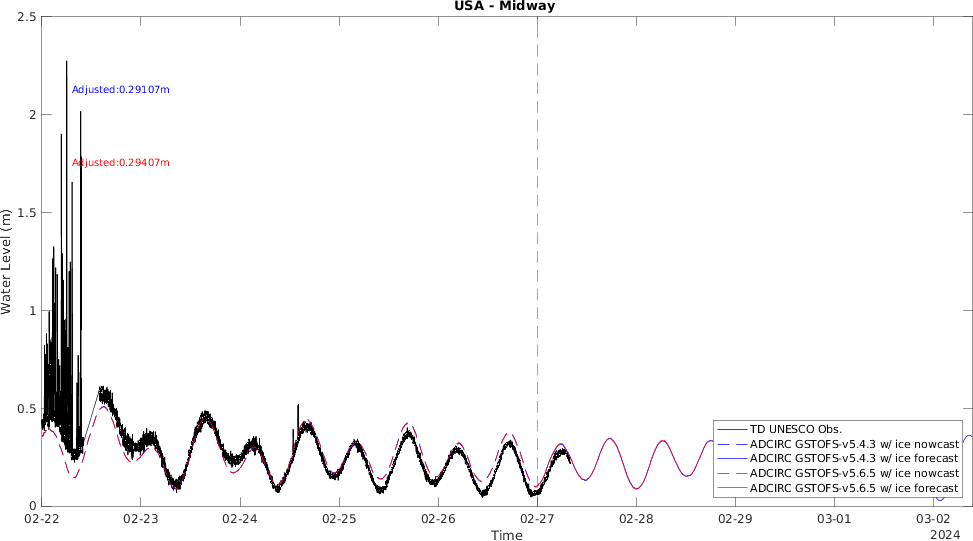 USA - Midway
2.5
2
1.5
1
0.5
0
Water Level (m)
Adjusted:0.29107m
Adjusted:0.29407m
TD UNESCO Obs.
ADCIRC GSTOFS-v5.4.3 w/ ice nowcast
ADCIRC GSTOFS-v5.4.3 w/ ice forecast
ADCIRC GSTOFS-v5.6.5 w/ ice nowcast
ADCIRC GSTOFS-v5.6.5 w/ ice forecast
02-22 02-23 02-24 02-25 02-26 02-27 02-28 02-29 03-01 03-02
Time
2024